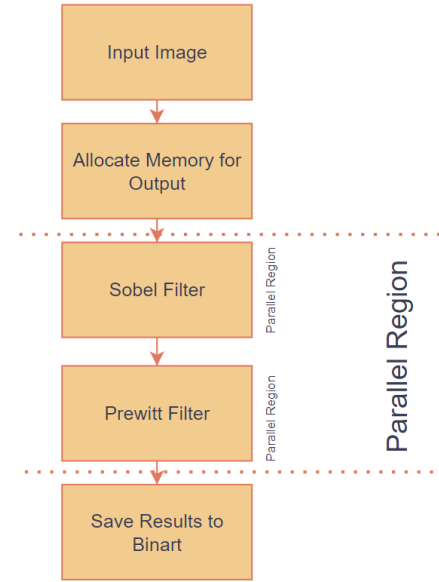 Input Image
Allocate Memory for
Output
Sobel Filter
Parallel Region
Prewitt Filter
Parallel Region
Parallel Region
Save Results to
Binart